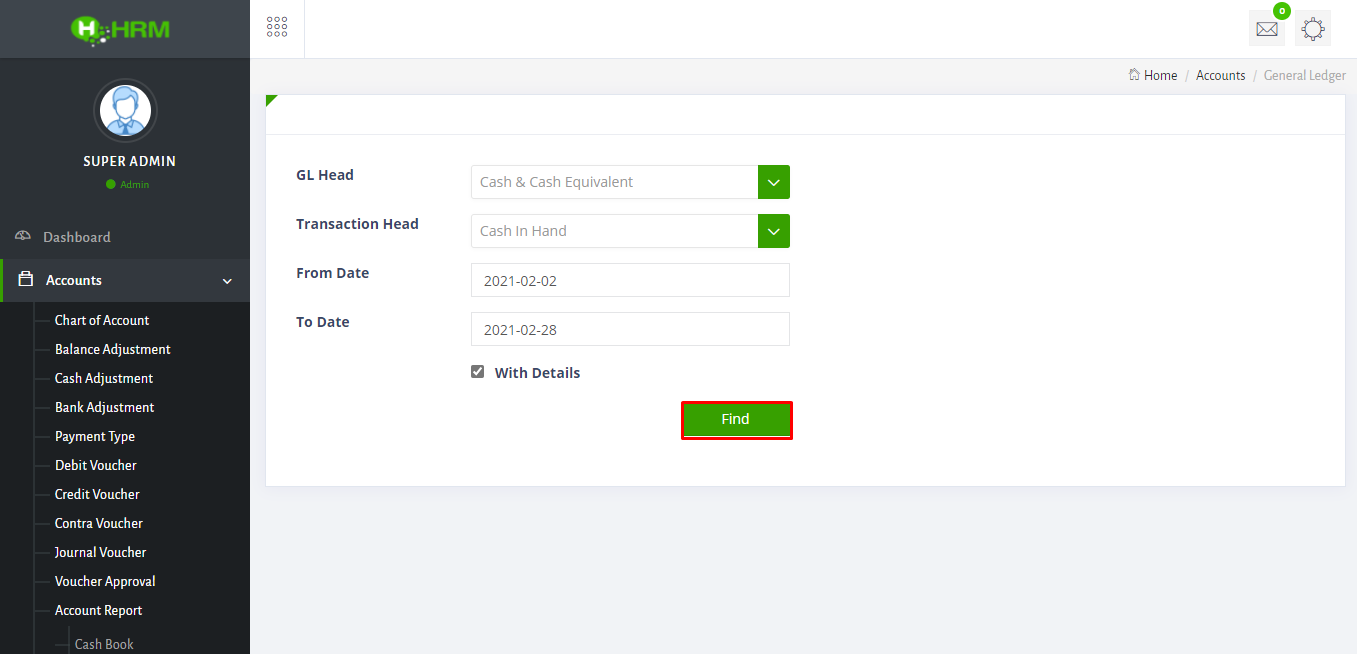 HRM
0
Home / Accounts / General Ledger
SUPER ADMIN
Admin
Dashboard
Accounts
Chart of Account
Balance Adjustment
Cash Adjustment
Bank Adjustment
Payment Type
Debit Voucher
Credit Voucher
Contra Voucher
Journal Voucher
Voucher Approval
Account Report
Cash Book
GL Head
Cash & Cash Equivalent
Transaction Head
Cash In Hand
From Date
2021-02-02
To Date
2021-02-28
With Details
Find